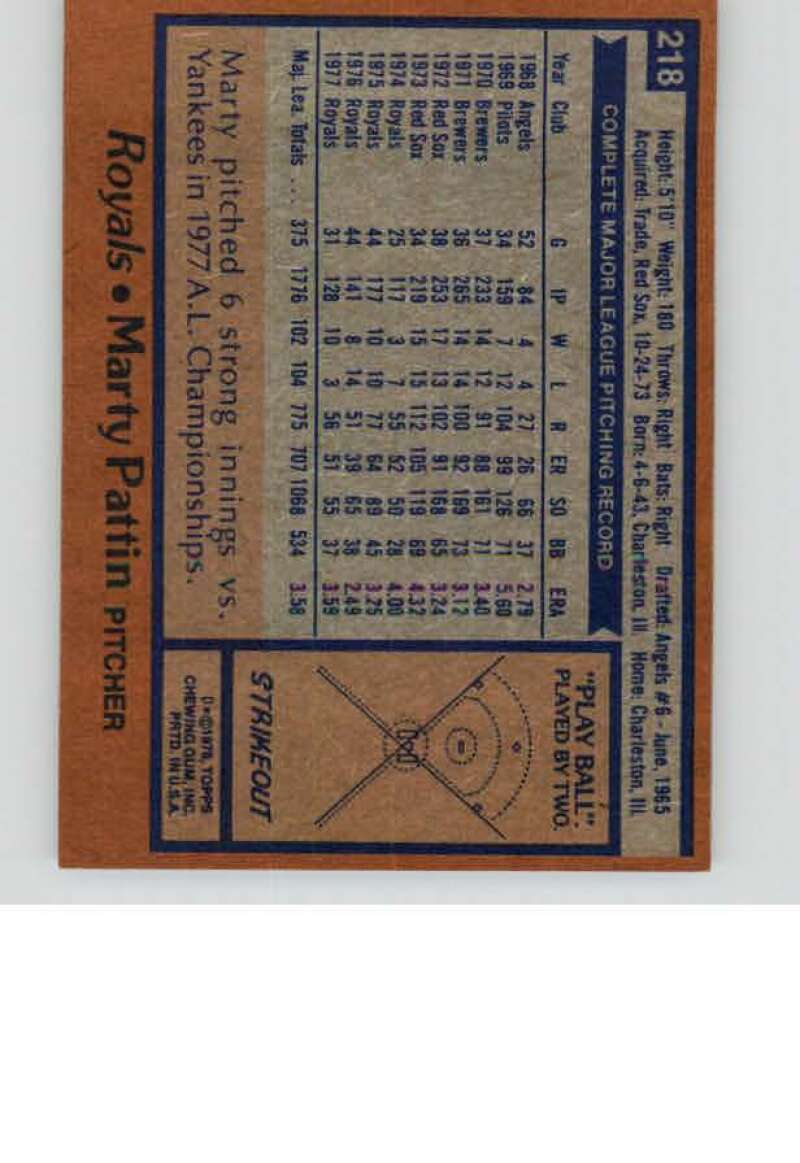 218
Height: 5'10" Weight: 180 Throws: Right Bats: Right Drafted: Angels #6 - June, 1965
Acquired: Trade, Red Sox, 10-24-73 Born: 4-6-43, Charleston, Ill. Home: Charleston, Ill.
COMPLETE MAJOR LEAGUE PITCHING RECORD
Year Club G IP W L R ER SO BB ERA
1968 Angels 52 84 4 4 27 26 66 37 2.79
1969 Pilots 34 159 7 12 104 99 126 71 5.60
1970 Brewers 37 233 14 12 91 88 161 71 3.40
1971 Brewers 36 265 14 14 100 92 169 73 3.12
1972 Red Sox 38 253 17 13 102 91 168 65 3.24
1973 Red Sox 34 219 15 15 112 105 119 69 4.32
1974 Royals 25 117 3 7 55 52 50 28 4.00
1975 Royals 44 177 10 10 77 64 89 45 3.25
1976 Royals 44 141 8 14 51 39 65 38 2.49
1977 Royals 31 128 10 3 56 51 55 37 3.59
Maj. Lea. Totals ... 375 1776 102 104 775 707 1068 534 3.58
Marty pitched 6 strong innings vs.
Yankees in 1977 A.L. Championships.
"PLAY BALL":
PLAYED BY TWO.
STRIKEOUT
D*©1978, TOPPS
CHEWING GUM, INC.
PRTD. IN U.S.A.
Royals • Marty Pattin PITCHER